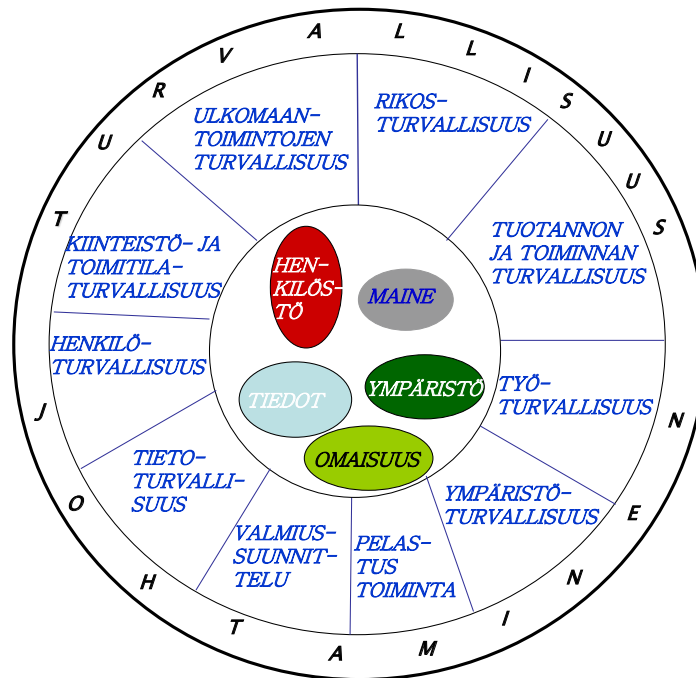 TURVALLISUUS
RIKOS-
TURVALLISUUS
TUOTANNON
JA TOIMINNAN
TURVALLISUUS
TYÖ-
TURVALLISUUS
YMPÄRISTÖ-
TURVALLISUUS
PELAS-
TUS
TOIMINTA
VALMIUS-
SUUNNIT-
TELU
TIETO-
TURVALLI-
SUUS
HENKILÖ-
TURVALLISUUS
KIINTEISTÖ- JA
TOIMITILA-
TURVALLISUUS
ULKOMAAN-
TOIMINTOJEN
TURVALLISUUS
HEN-
KILÖS-
TÖ
MAINE
TIEDOT
YMPÄRISTÖ
OMAISUUS
JOHTAMINEN